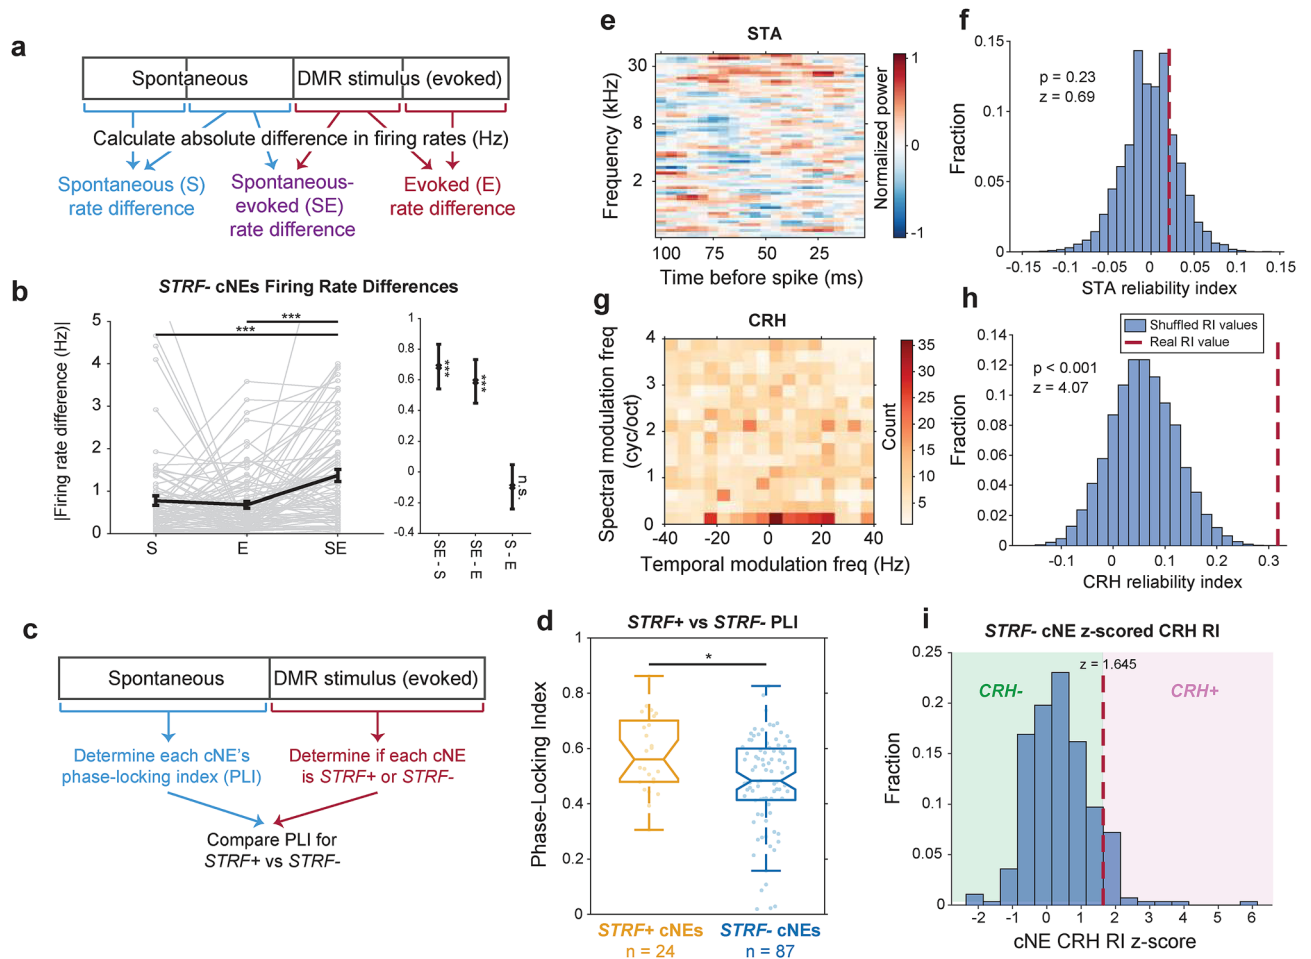 a
Spontaneous
DMR stimulus (evoked)
Calculate absolute difference in firing rates (Hz)
Spontaneous (S)
rate difference
Spontaneous-
evoked (SE)
rate difference
Evoked (E)
rate difference
b
STRF- cNEs Firing Rate Differences
|Firing rate difference (Hz)|
5
4
3
2
1
0
***
***
S
E
SE
1
0.8
0.6
0.4
0.2
0
-0.2
-0.4
***
***
n.s.
SE - S
SE - E
S - E
c
Spontaneous
DMR stimulus (evoked)
Determine each cNE's
phase-locking index (PLI)
Determine if each cNE
is STRF+ or STRF-
Compare PLI for
STRF+ vs STRF-
d
STRF+ vs STRF- PLI
Phase-Locking Index
1
0.8
0.6
0.4
0.2
0
*
STRF+ cNEs
n = 24
STRF- cNEs
n = 87
e
STA
Frequency (kHz)
30
8
2
100
75
50
25
Time before spike (ms)
Normalized power
1
0
-1
f
p = 0.23
z = 0.69
Fraction
0.15
0.1
0.05
0
-0.15
-0.05
0
0.05
0.1
0.15
STA reliability index
g
CRH
Spectral modulation freq
(cyc/oct)
4
3
2
1
0
-40
-20
0
20
40
Temporal modulation freq (Hz)
Count
35
30
25
20
15
10
5
h
Shuffled RI values
Real RI value
p < 0.001
z = 4.07
Fraction
0.14
0.12
0.1
0.08
0.06
0.04
0.02
0
-0.1
0
0.1
0.2
0.3
CRH reliability index
i
STRF- cNE z-scored CRH RI
z = 1.645
CRH-
CRH+
Fraction
0.25
0.2
0.15
0.1
0.05
0
-2
-1
0
1
2
3
4
5
6
cNE CRH RI z-score